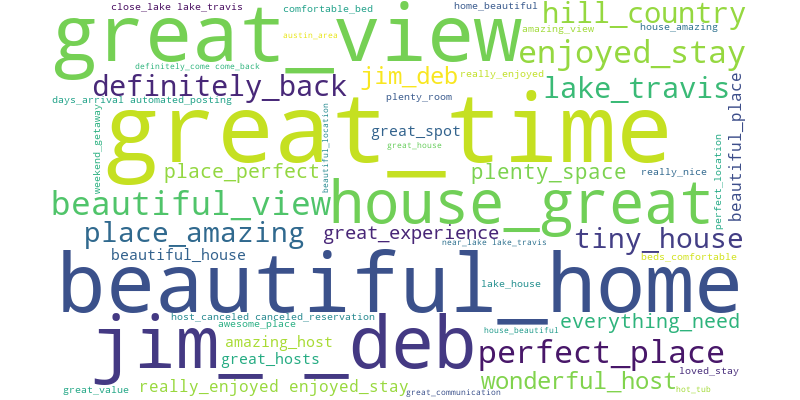 close_lake lake_travis
comfortable_bed
home_beautiful
hill_country
great_view
house_amazing
amazing_view
austin_area
enjoyed_stay
definitely_come come_back
jim_deb
really_enjoyed
definitely_back
lake_travis
beautiful_place
days_arrival automated_posting
plenty_room
great_time
weekend_getaway
beautiful_location
great_spot
great_house
perfect_location
place_perfect
plenty_space
really_nice
beautiful_view
house_great
place_amazing
great_experience
tiny_house
near_lake lake_travis
beautiful_house
beds_comfortable
beautiful_home
lake_house
host_canceled canceled_reservation
awesome_place
jim_ _deb
house_beautiful
everything_need
amazing_host
great_hosts
perfect_place
loved_stay
wonderful_host
great_value
really_enjoyed enjoyed_stay
great_communication
hot_tub